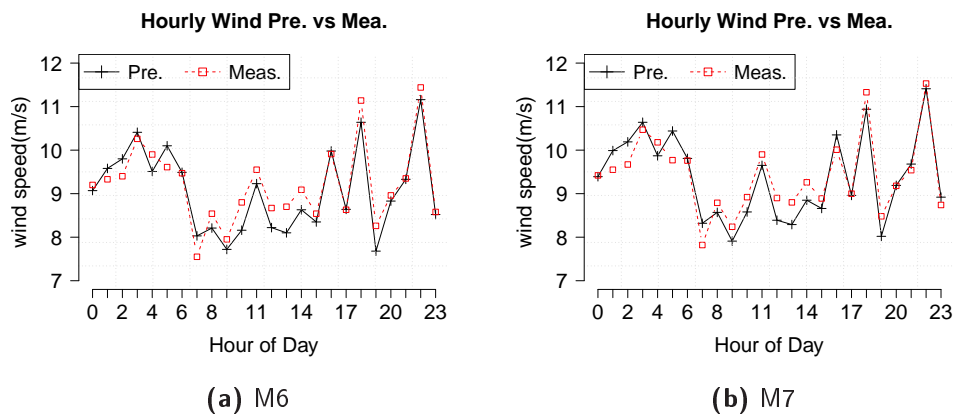 Hourly Wind Pre. vs Mea.
Pre. Meas.
wind speed(m/s)
12
11
10
9
8
7
0 2 4 6 8 11 14 17 20 23
Hour of Day
(a) M6
Hourly Wind Pre. vs Mea.
Pre. Meas.
wind speed(m/s)
12
11
10
9
8
7
0 2 4 6 8 11 14 17 20 23
Hour of Day
(b) M7